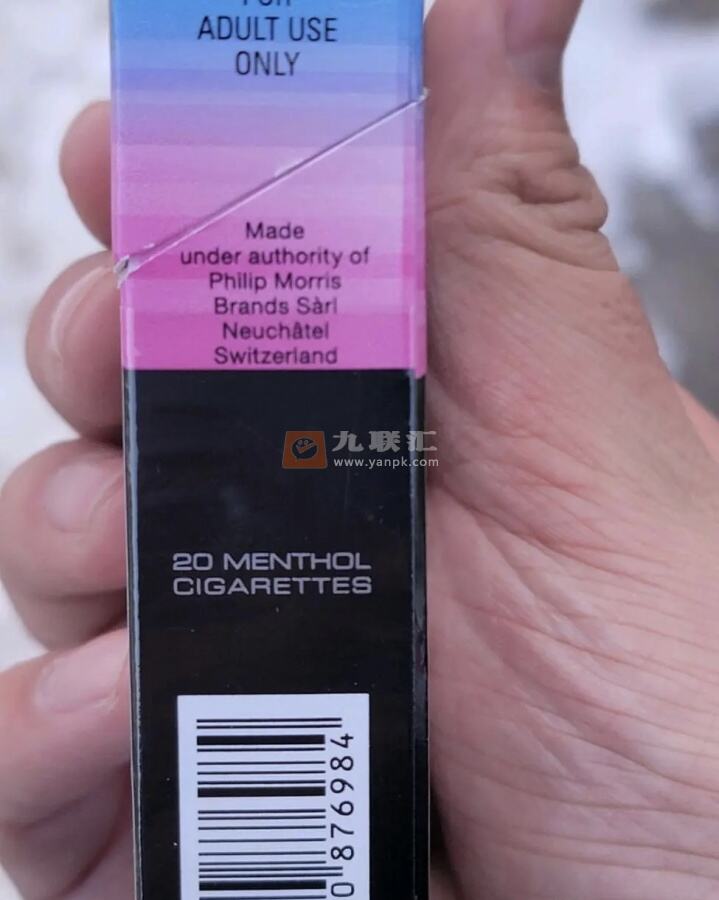 FOR
ADULT USE
ONLY
Made
under authority of
Philip Morris
Brands Sàrl
Neuchâtel
Switzerland
九联汇
www.yanpk.com
20 MENTHOL
CIGARETTES
0876984